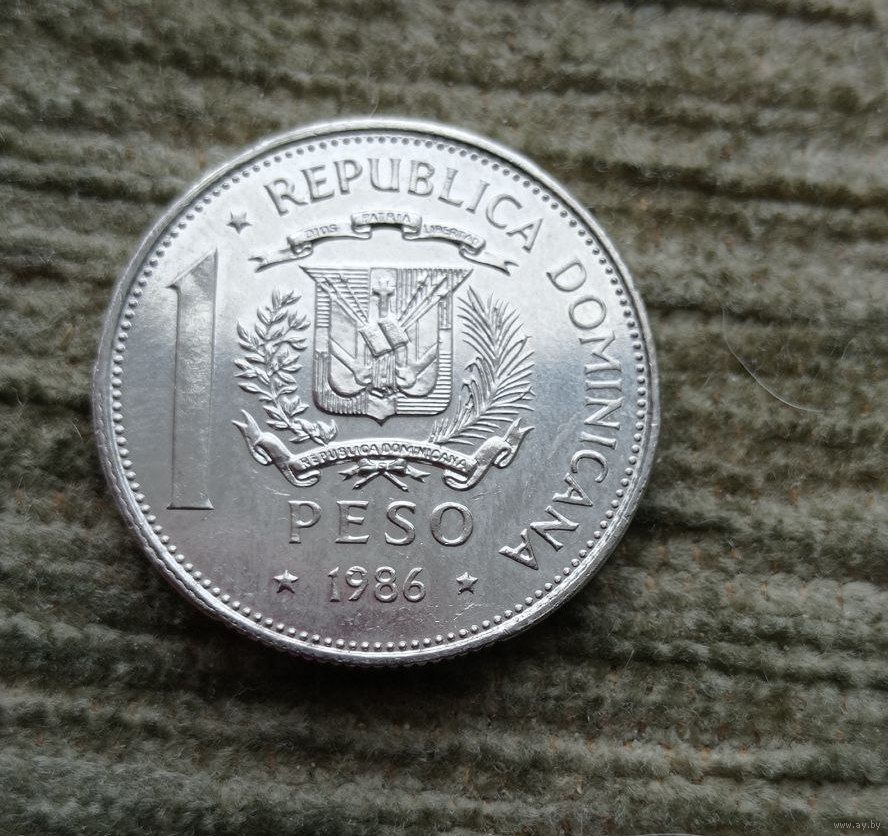 REPUBLICA DOMINICANA
DIOS PATRIA LIBERTAD
1
REPUBLICA DOMINICANA
PESO
1986
www.ay.by